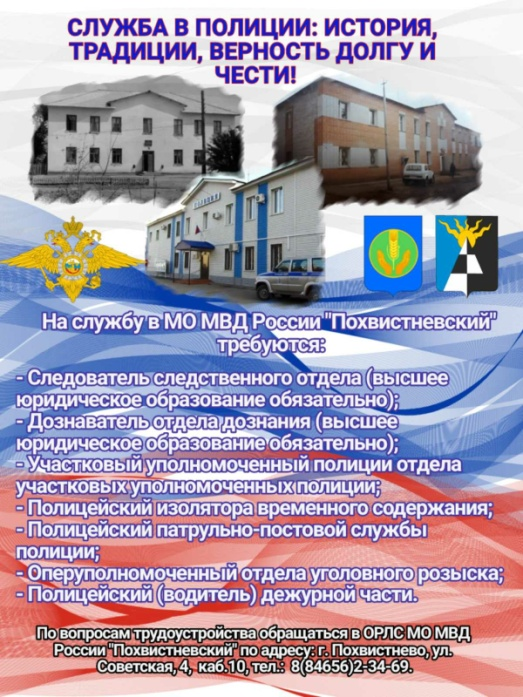 СЛУЖБА В ПОЛИЦИИ: ИСТОРИЯ,
ТРАДИЦИИ, ВЕРНОСТЬ ДОЛГУ И
ЧЕСТИ!
На службу в МО МВД России "Похвистневский"
требуются:
- Следователь следственного отдела (высшее
юридическое образование обязательно);
- Дознаватель отдела дознания (высшее
юридическое образование обязательно);
- Участковый уполномоченный полиции отдела
участковых уполномоченных полиции;
- Полицейский изолятора временного содержания;
- Полицейский патрульно-постовой службы
полиции;
- Оперуполномоченный отдела уголовного розыска;
- Полицейский (водитель) дежурной части.
По вопросам трудоустройства обращаться в ОРЛС МО МВД
России "Похвистневский" по адресу: г. Похвистнево, ул.
Советская, 4, каб.10, тел.: 8(84656)2-34-69.